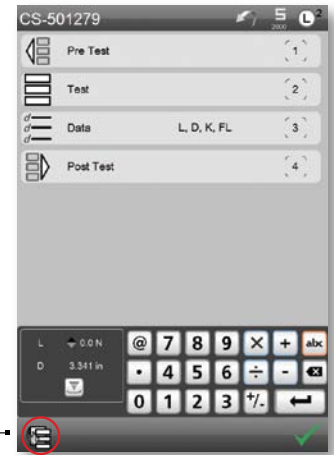 CS-501279 5 2000 L 2
Pre Test 1
Test 2
d
d Data L, D, K, FL 3
d
Post Test 4
L 0.0 N @ 7 8 9 × + abc
D 3.341 in . 4 5 6 ÷ -
0 1 2 3 +/-